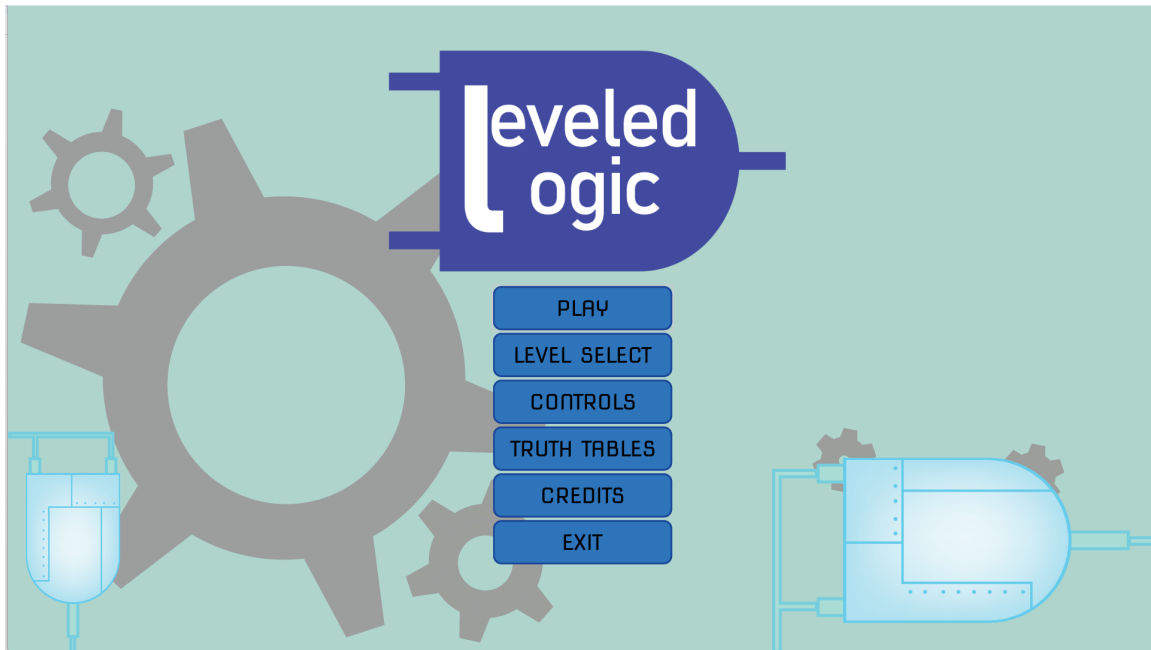 Leveled
Logic
PLAY
LEVEL SELECT
CONTROLS
TRUTH TABLES
CREDITS
EXIT